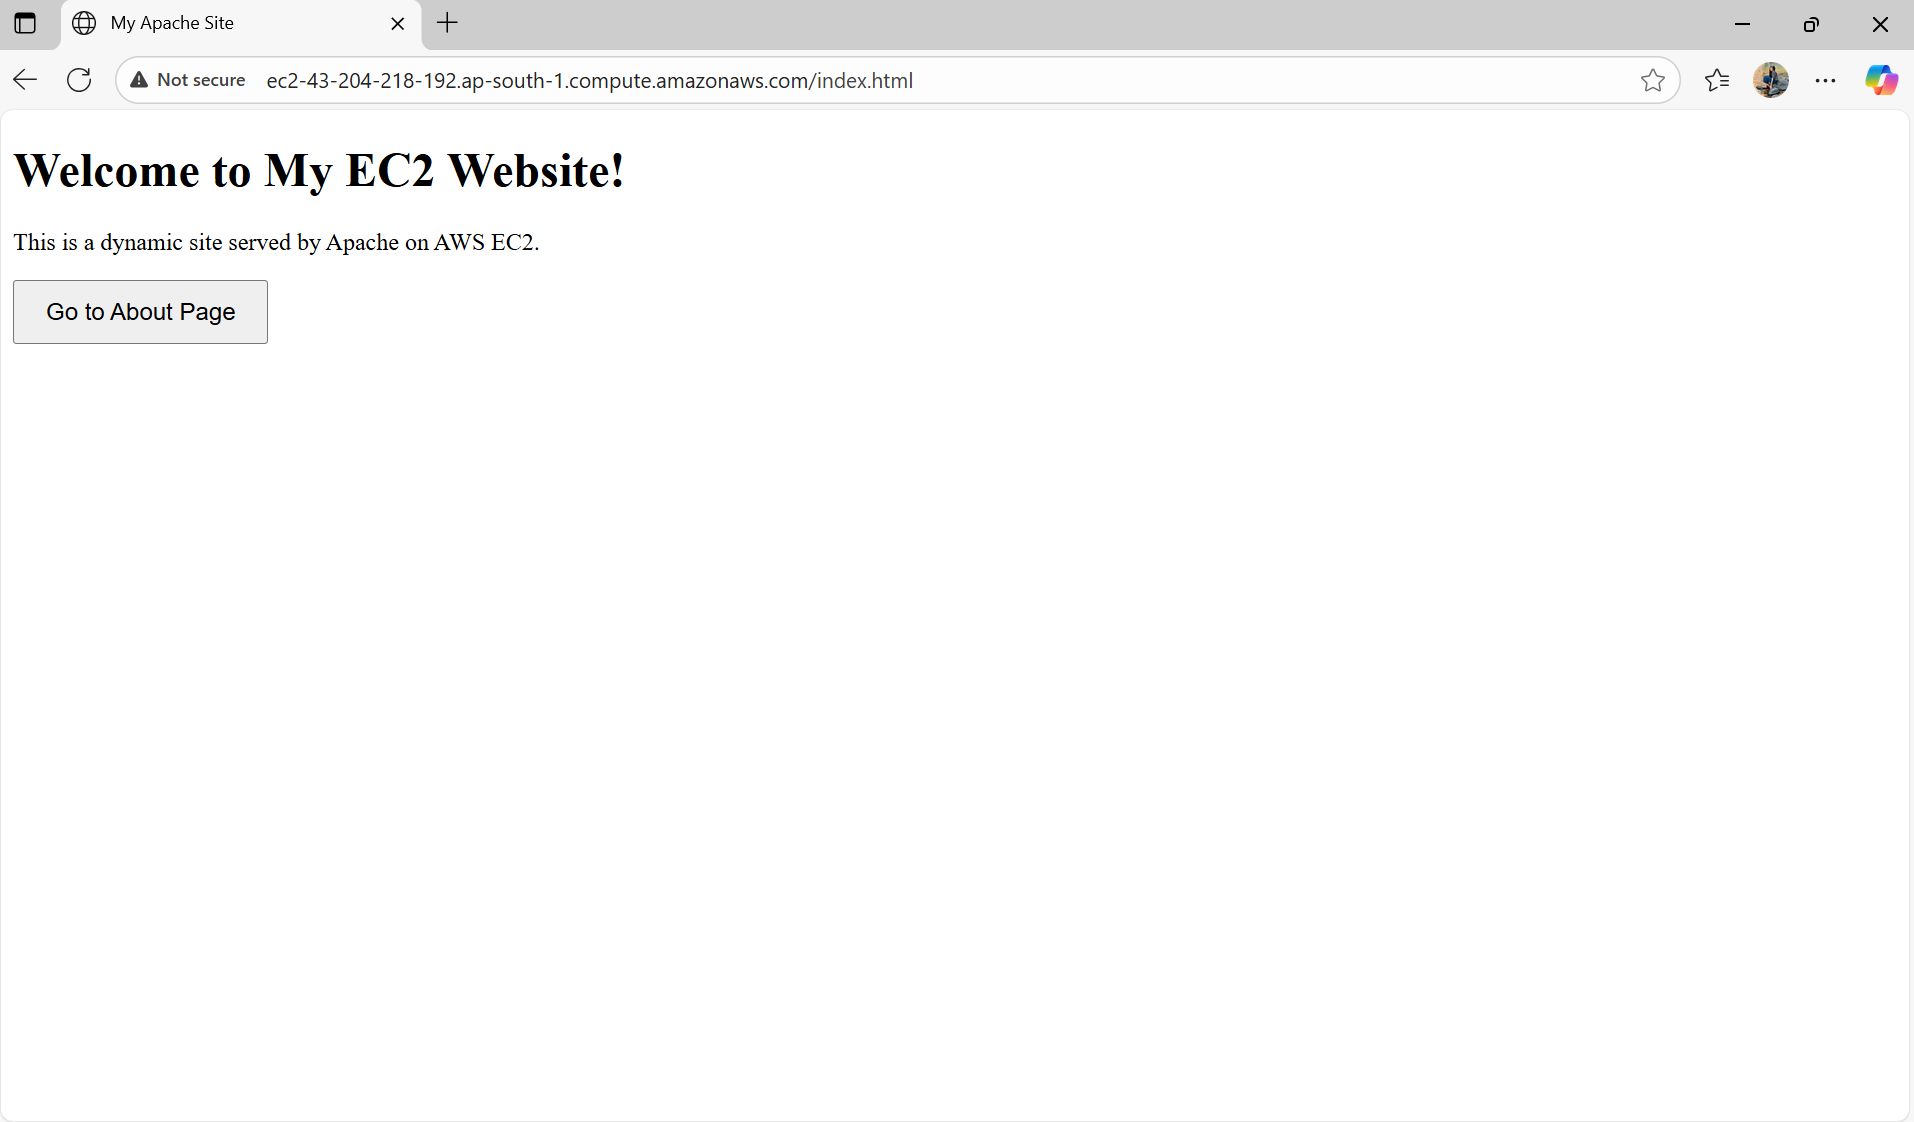 My Apache Site
Not secure ec2-43-204-218-192.ap-south-1.compute.amazonaws.com/index.html
Welcome to My EC2 Website!
This is a dynamic site served by Apache on AWS EC2.
Go to About Page